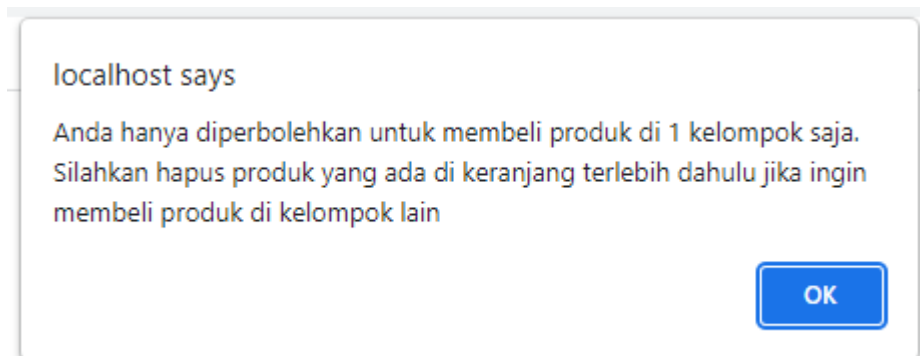 localhost says
Anda hanya diperbolehkan untuk membeli produk di 1 kelompok saja.
Silahkan hapus produk yang ada di keranjang terlebih dahulu jika ingin
membeli produk di kelompok lain
OK